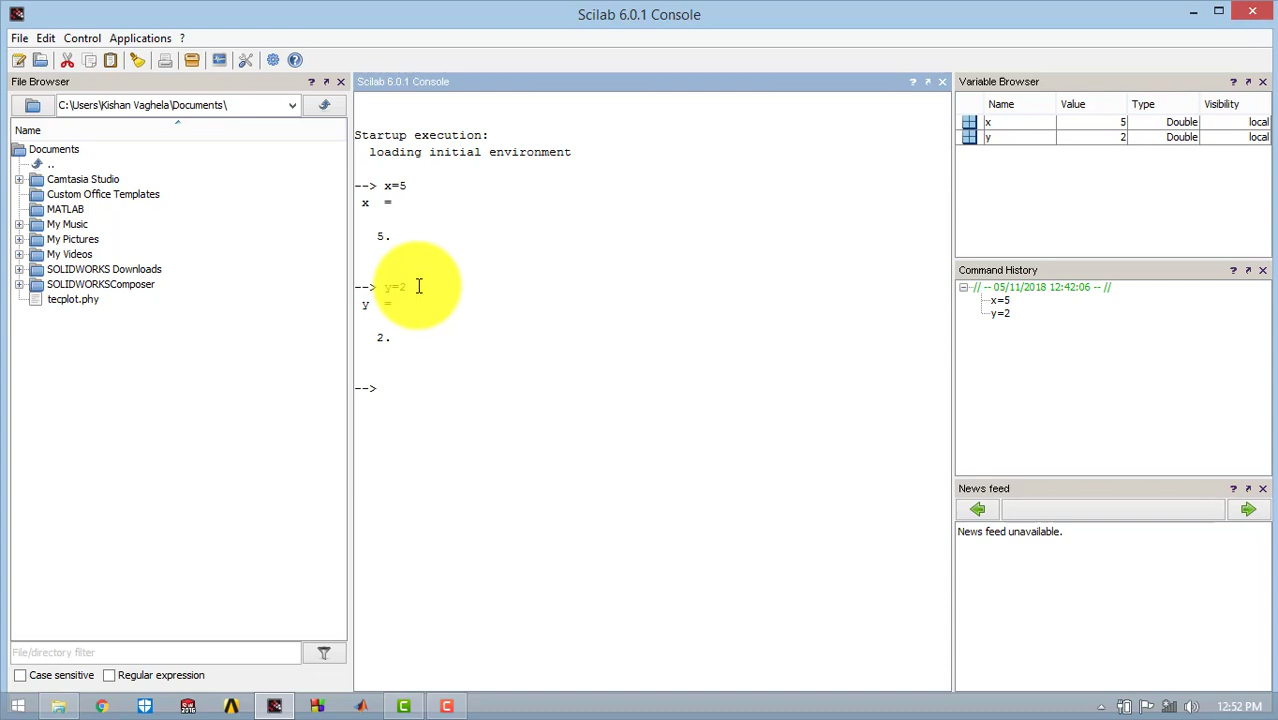 Scilab 6.0.1 Console
File Edit Control Applications ?
File Browser ? Scilab 6.0.1 Console ? Variable Browser ?
C:\Users\Kishan Vaghela\Documents\
Name
Documents
..
Camtasia Studio
Custom Office Templates
MATLAB
My Music
My Pictures
My Videos
SOLIDWORKS Downloads
SOLIDWORKSComposer
tecplot.phy
File/directory filter
Case sensitive Regular expression
Startup execution:
loading initial environment
--> x=5
x =
5.
--> y=2
y =
2.
-->
Name Value Type Visibility
x 5 Double local
y 2 Double local
Command History ?
// -- 05/11/2018 12:42:06 -- //
x=5
y=2
News feed ?
News feed unavailable.
12:52 PM